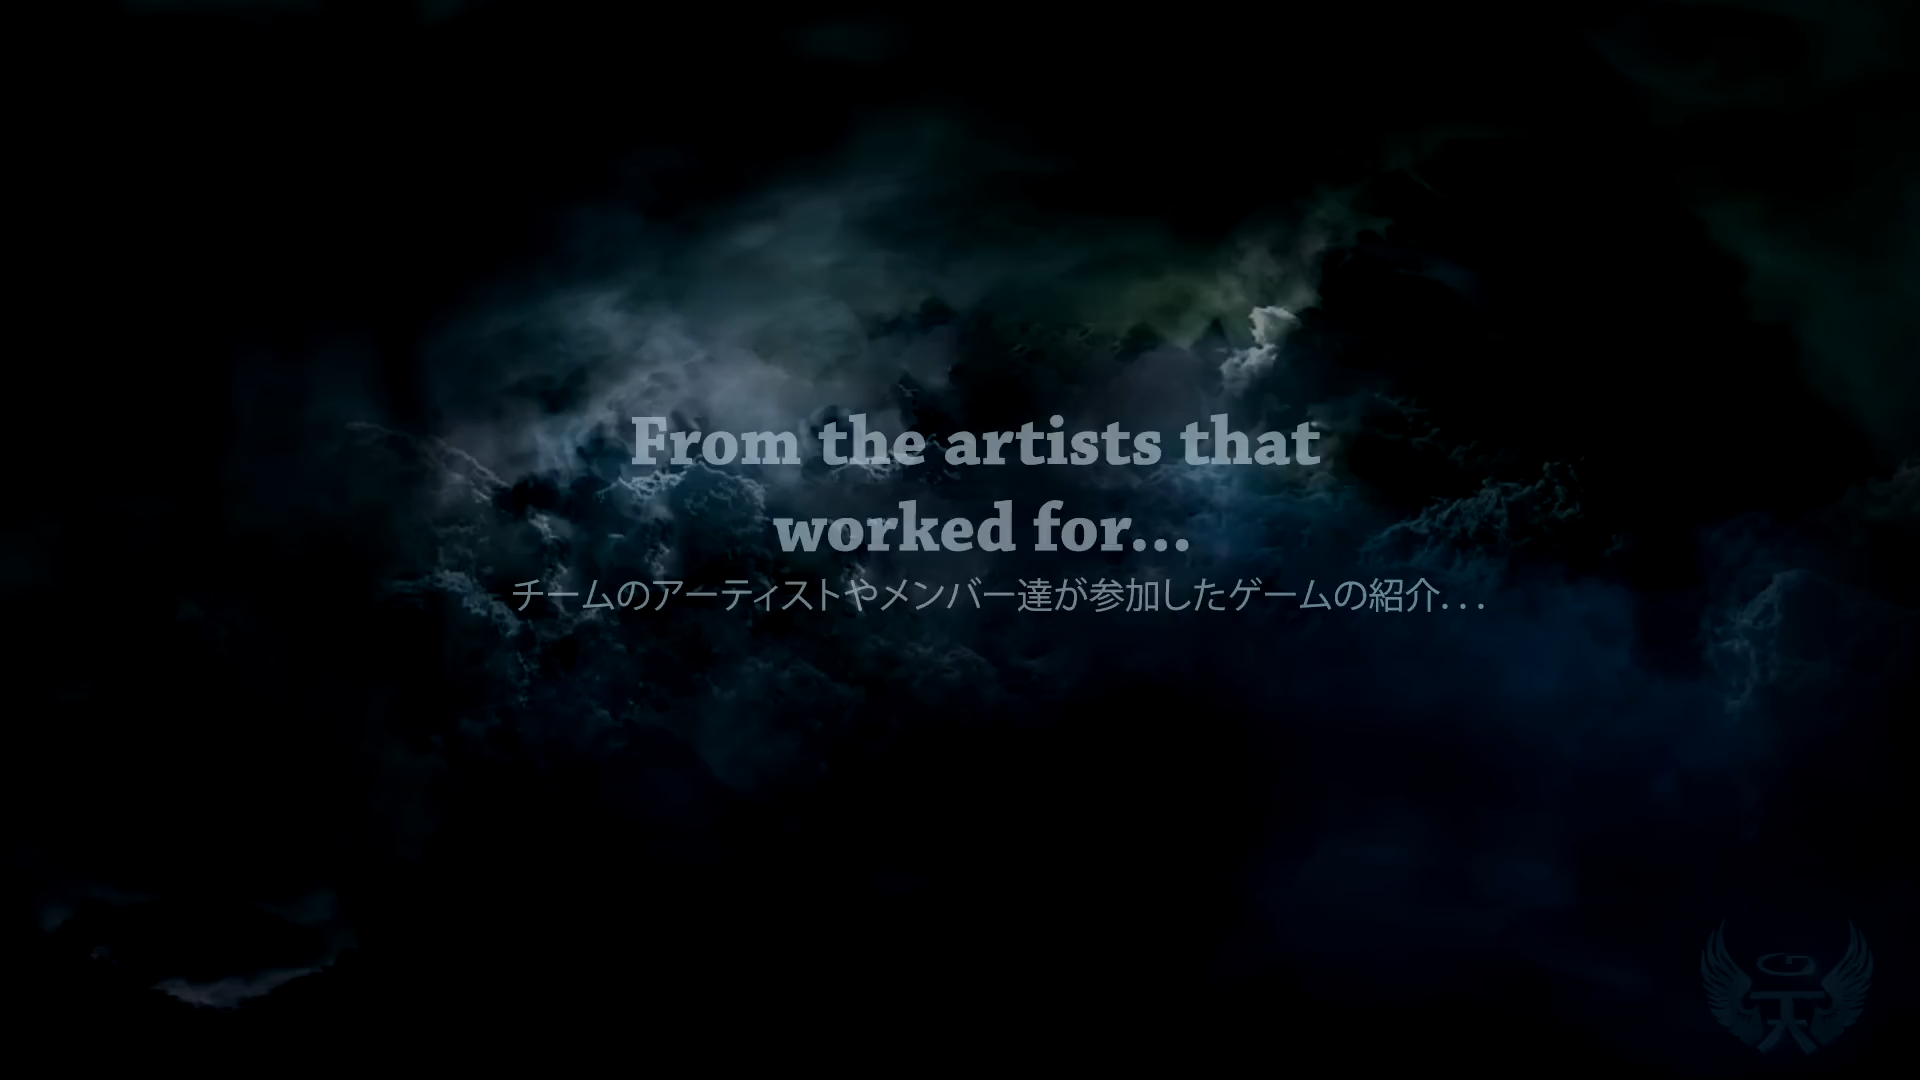 From the artists that
worked for...
チームのアーティストやメンバー達が参加したゲームの紹介...
G
天